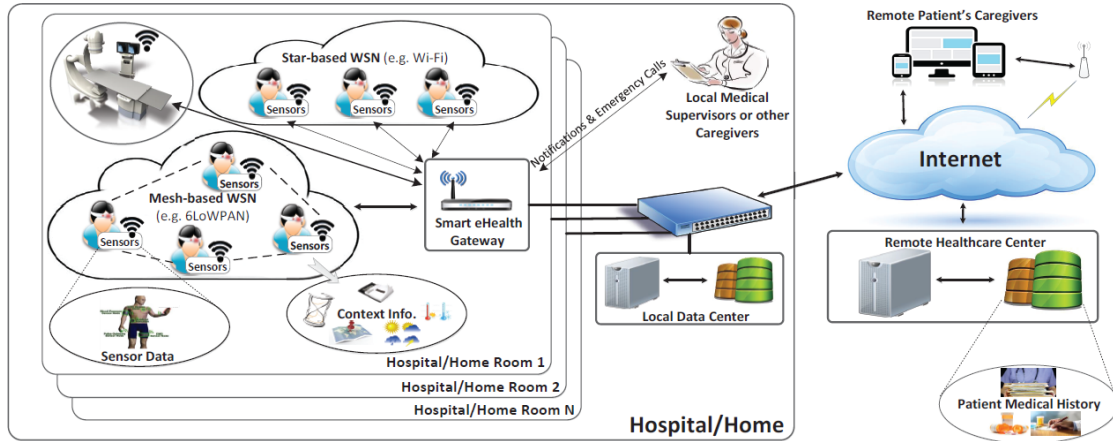 Star-based WSN (e.g. Wi-Fi)
Sensors
Sensors
Sensors
Mesh-based WSN
(e.g. 6LoWPAN)
Sensors
Sensors
Sensors
Sensors
Smart eHealth
Gateway
Notifications & Emergency Calls
Local Medical
Supervisors or other
Caregivers
Sensor Data
Context Info.
Local Data Center
Hospital/Home Room 1
Hospital/Home Room 2
Hospital/Home Room N
Hospital/Home
Remote Patient's Caregivers
Internet
Remote Healthcare Center
Patient Medical History